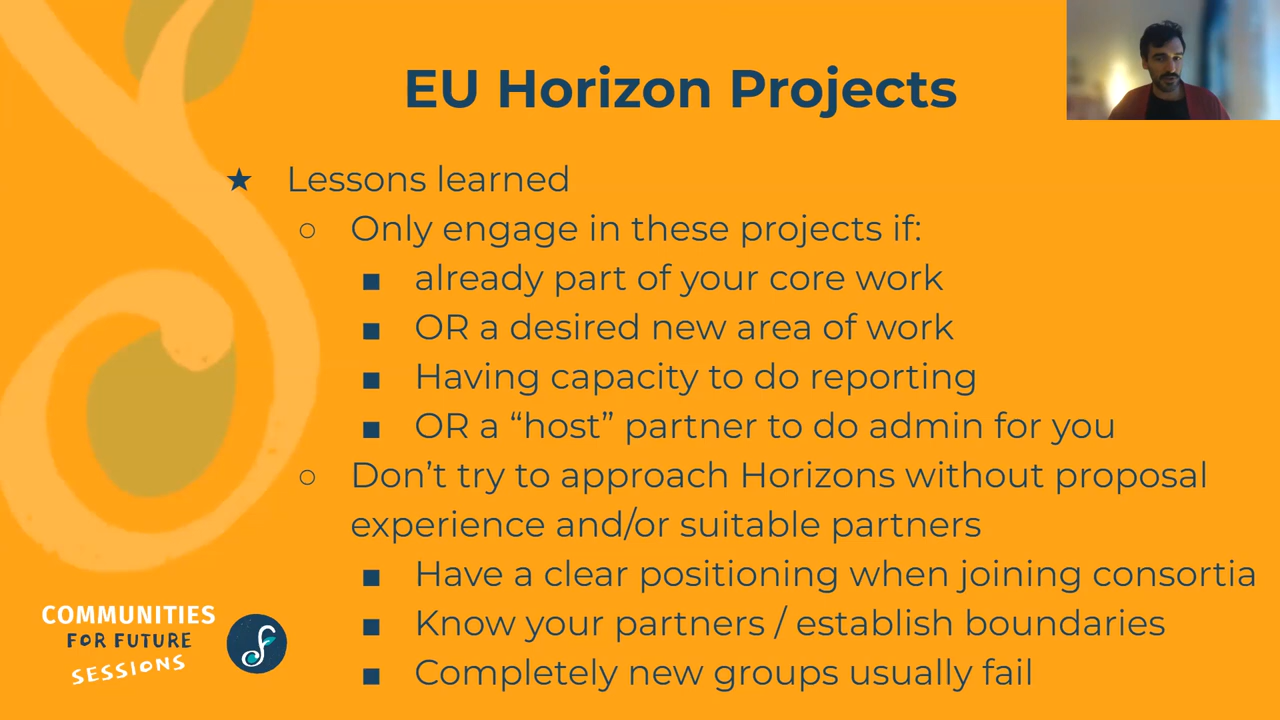 EU Horizon Projects
★ Lessons learned
○ Only engage in these projects if:
■ already part of your core work
■ OR a desired new area of work
■ Having capacity to do reporting
■ OR a “host” partner to do admin for you
○ Don’t try to approach Horizons without proposal
experience and/or suitable partners
■ Have a clear positioning when joining consortia
■ Know your partners / establish boundaries
■ Completely new groups usually fail
COMMUNITIES
FOR FUTURE
SESSIONS